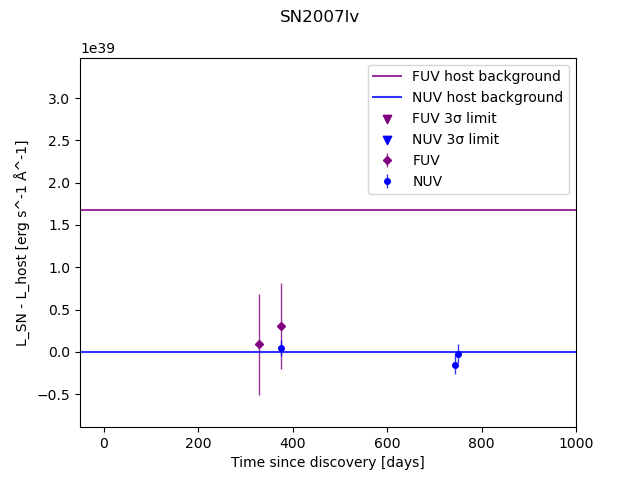 SN2007lv
1e39
L_SN - L_host [erg s^-1 Å^-1]
3.0
2.5
2.0
1.5
1.0
0.5
0.0
−0.5
FUV host background
NUV host background
FUV 3σ limit
NUV 3σ limit
FUV
NUV
0
200
400
600
800
1000
Time since discovery [days]